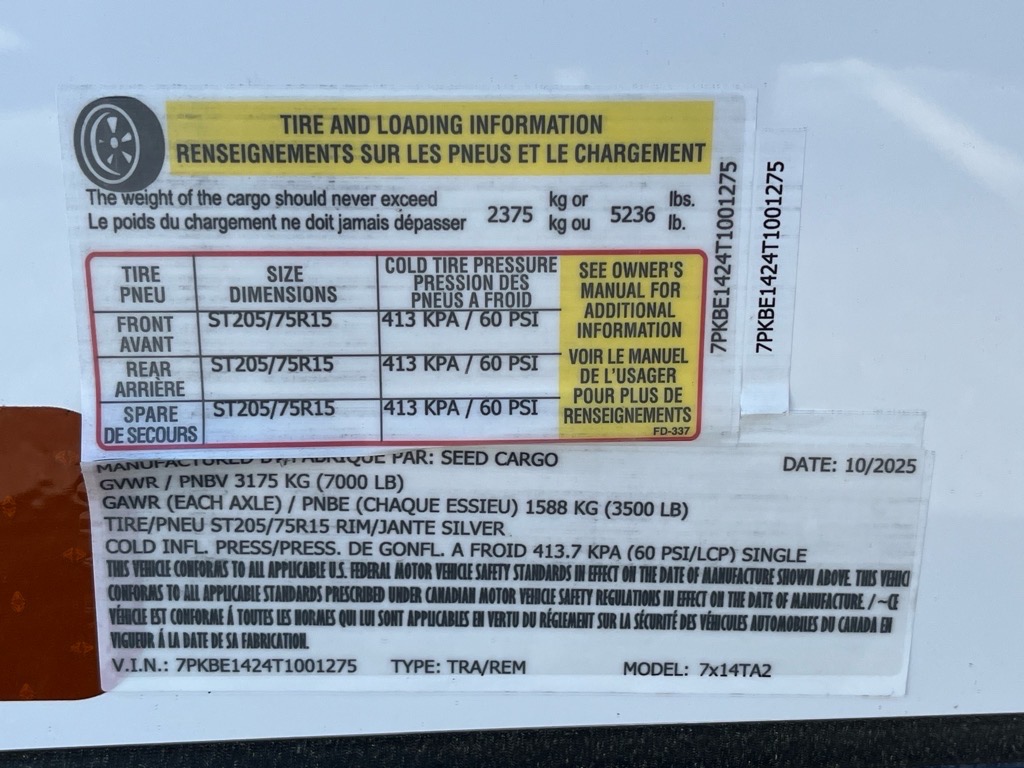 TIRE AND LOADING INFORMATION
RENSEIGNEMENTS SUR LES PNEUS ET LE CHARGEMENT
The weight of the cargo should never exceed 2375 kg or 5236 lbs.
Le poids du chargement ne doit jamais dépasser kg ou lb.
TIRE SIZE COLD TIRE PRESSURE
PNEU DIMENSIONS PRESSION DES
PNEUS A FROID
FRONT ST205/75R15 413 KPA / 60 PSI
AVANT
REAR ST205/75R15 413 KPA / 60 PSI
ARRIÈRE
SPARE ST205/75R15 413 KPA / 60 PSI
DE SECOURS
SEE OWNER'S
MANUAL FOR
ADDITIONAL
INFORMATION
VOIR LE MANUEL
DE L'USAGER
POUR PLUS DE
RENSEIGNEMENTS
FD-337
7PKBE1424T1001275
7PKBE1424T1001275
MANUFACTURED BY/FABRIQUE PAR: SEED CARGO DATE: 10/2025
GVWR / PNBV 3175 KG (7000 LB)
GAWR (EACH AXLE) / PNBE (CHAQUE ESSIEU) 1588 KG (3500 LB)
TIRE/PNEU ST205/75R15 RIM/JANTE SILVER
COLD INFL. PRESS/PRESS. DE GONFL. A FROID 413.7 KPA (60 PSI/LCP) SINGLE
THIS VEHICLE CONFORMS TO ALL APPLICABLE U.S. FEDERAL MOTOR VEHICLE SAFETY STANDARDS IN EFFECT ON THE DATE OF MANUFACTURE SHOWN ABOVE. THIS VEHICL
CONFORMS TO ALL APPLICABLE STANDARDS PRESCRIBED UNDER CANADIAN MOTOR VEHICLE SAFETY REGULATIONS IN EFFECT ON THE DATE OF MANUFACTURE. / ~CE
VÉHICLE EST CONFORME Á TOUTES LES NORMES QUI LUI SONT APPLICABLES EN VERTU DU RÉGLEMENT SUR LA SÉCURITÉ DES VÉHICULES AUTOMOBILES DU CANADA EN
VIGUEUR Á LA DATE DE SA FABRICATION.
V.I.N.: 7PKBE1424T1001275 TYPE: TRA/REM MODEL: 7x14TA2